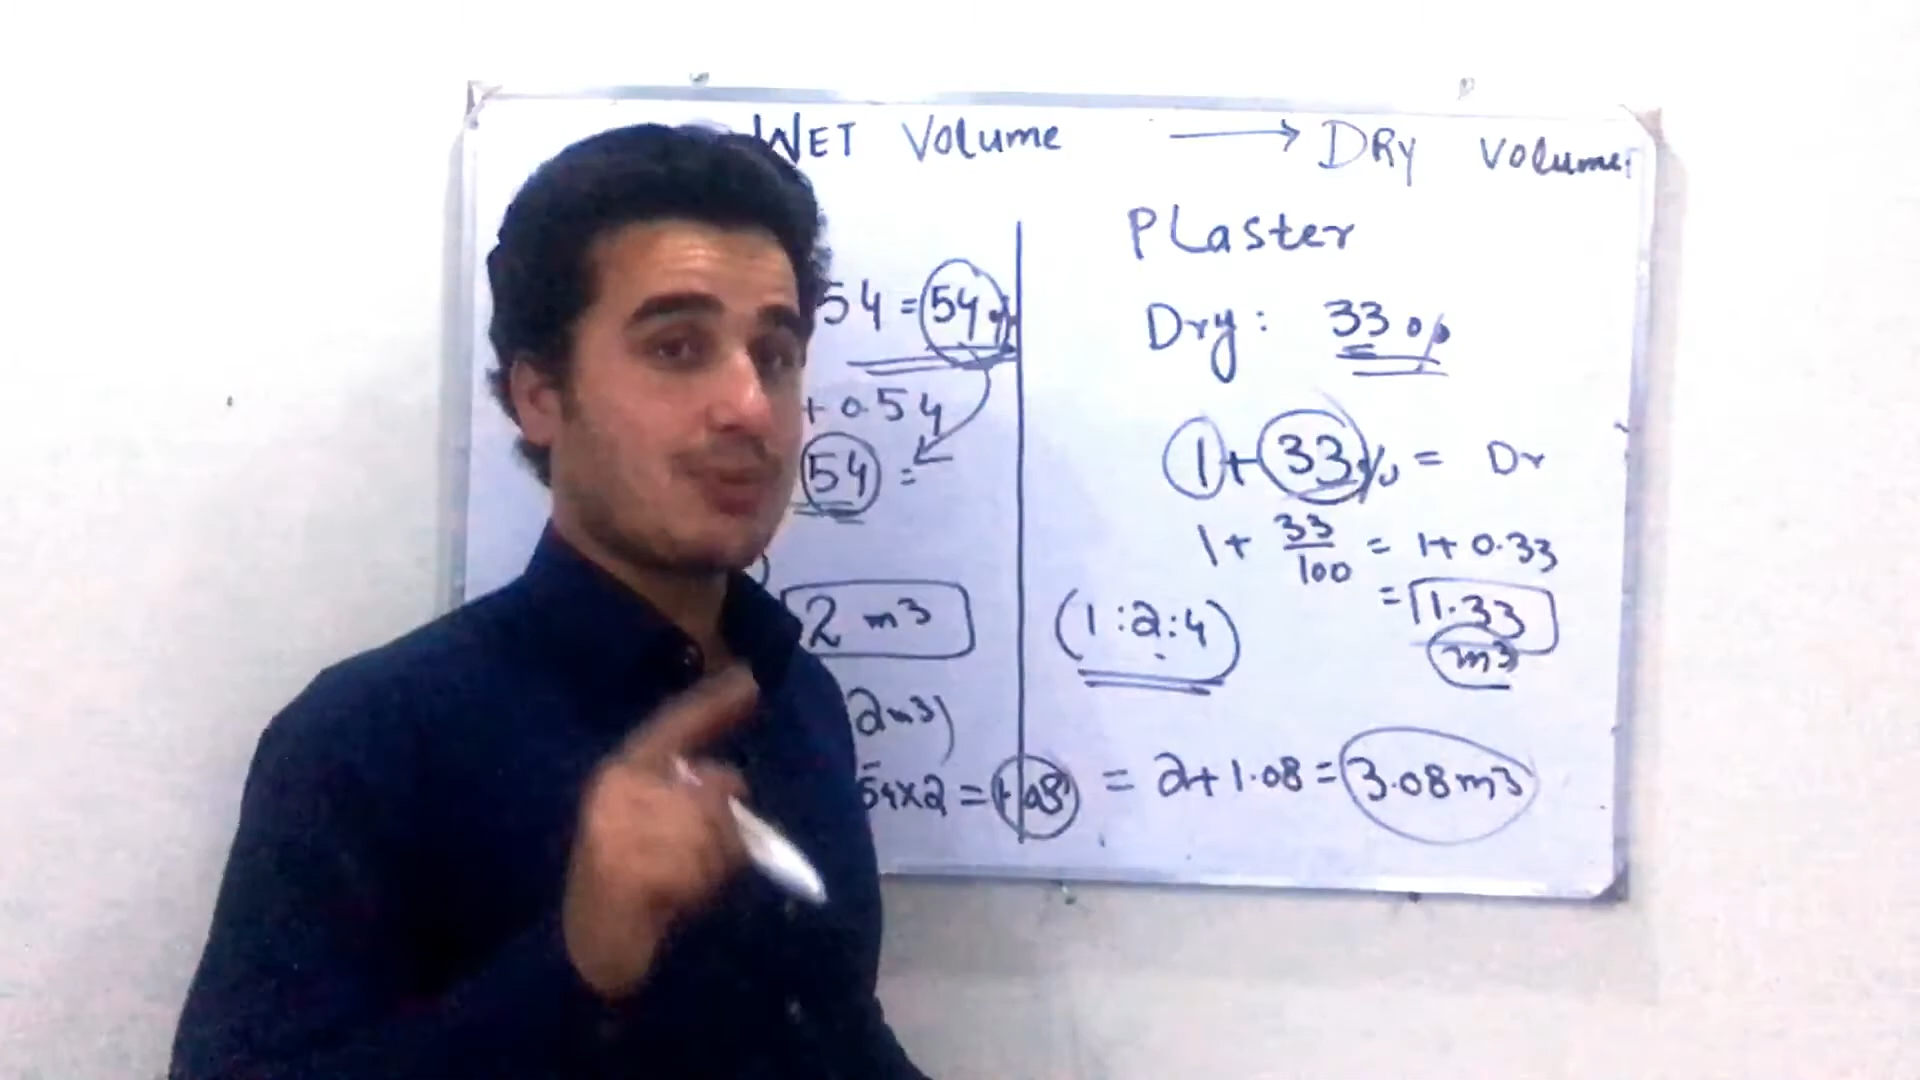 WET Volume → DRy Volume
54 = 54%
+ 0.54
54 =
2 m3
2m3)
54x2 = 1.08 = 2+1.08 = 3.08m3
Plaster
Dry: 33%
1+33% = Dr
1+ 33/100 = 1+0.33
= 1.33
m3
(1:2:4)